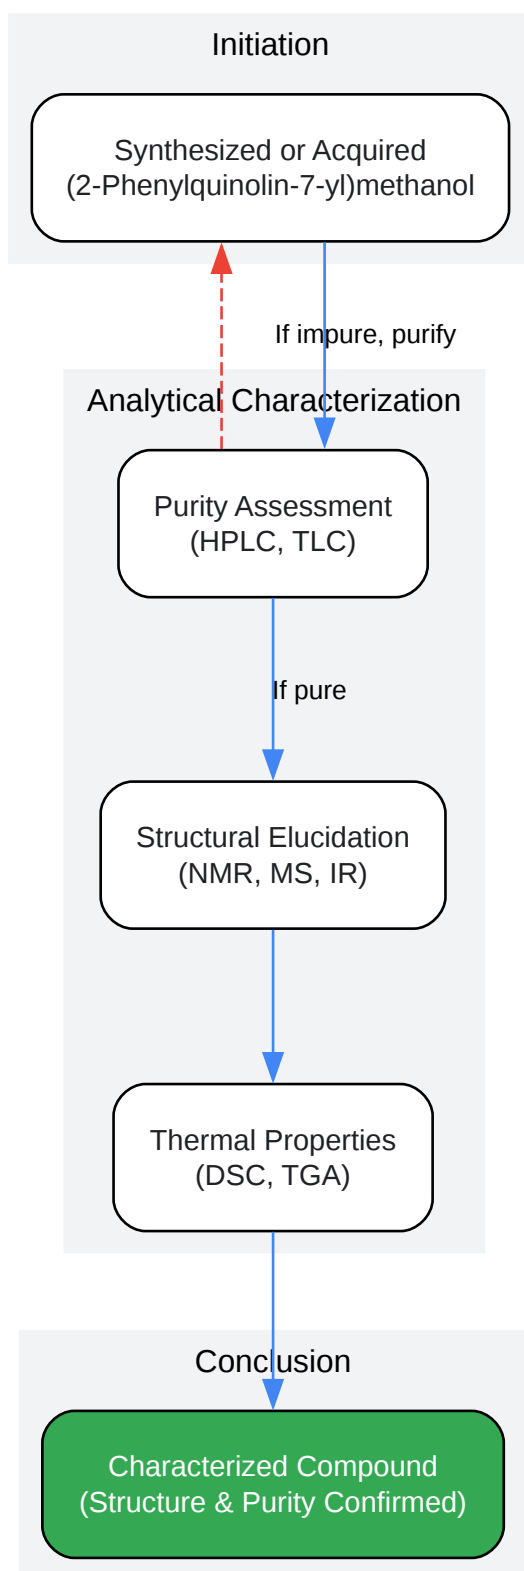 Initiation
Synthesized or Acquired
(2-Phenylquinolin-7-yl)methanol
If impure, purify
Analytical Characterization
Purity Assessment
(HPLC, TLC)
If pure
Structural Elucidation
(NMR, MS, IR)
Thermal Properties
(DSC, TGA)
Conclusion
Characterized Compound
(Structure & Purity Confirmed)